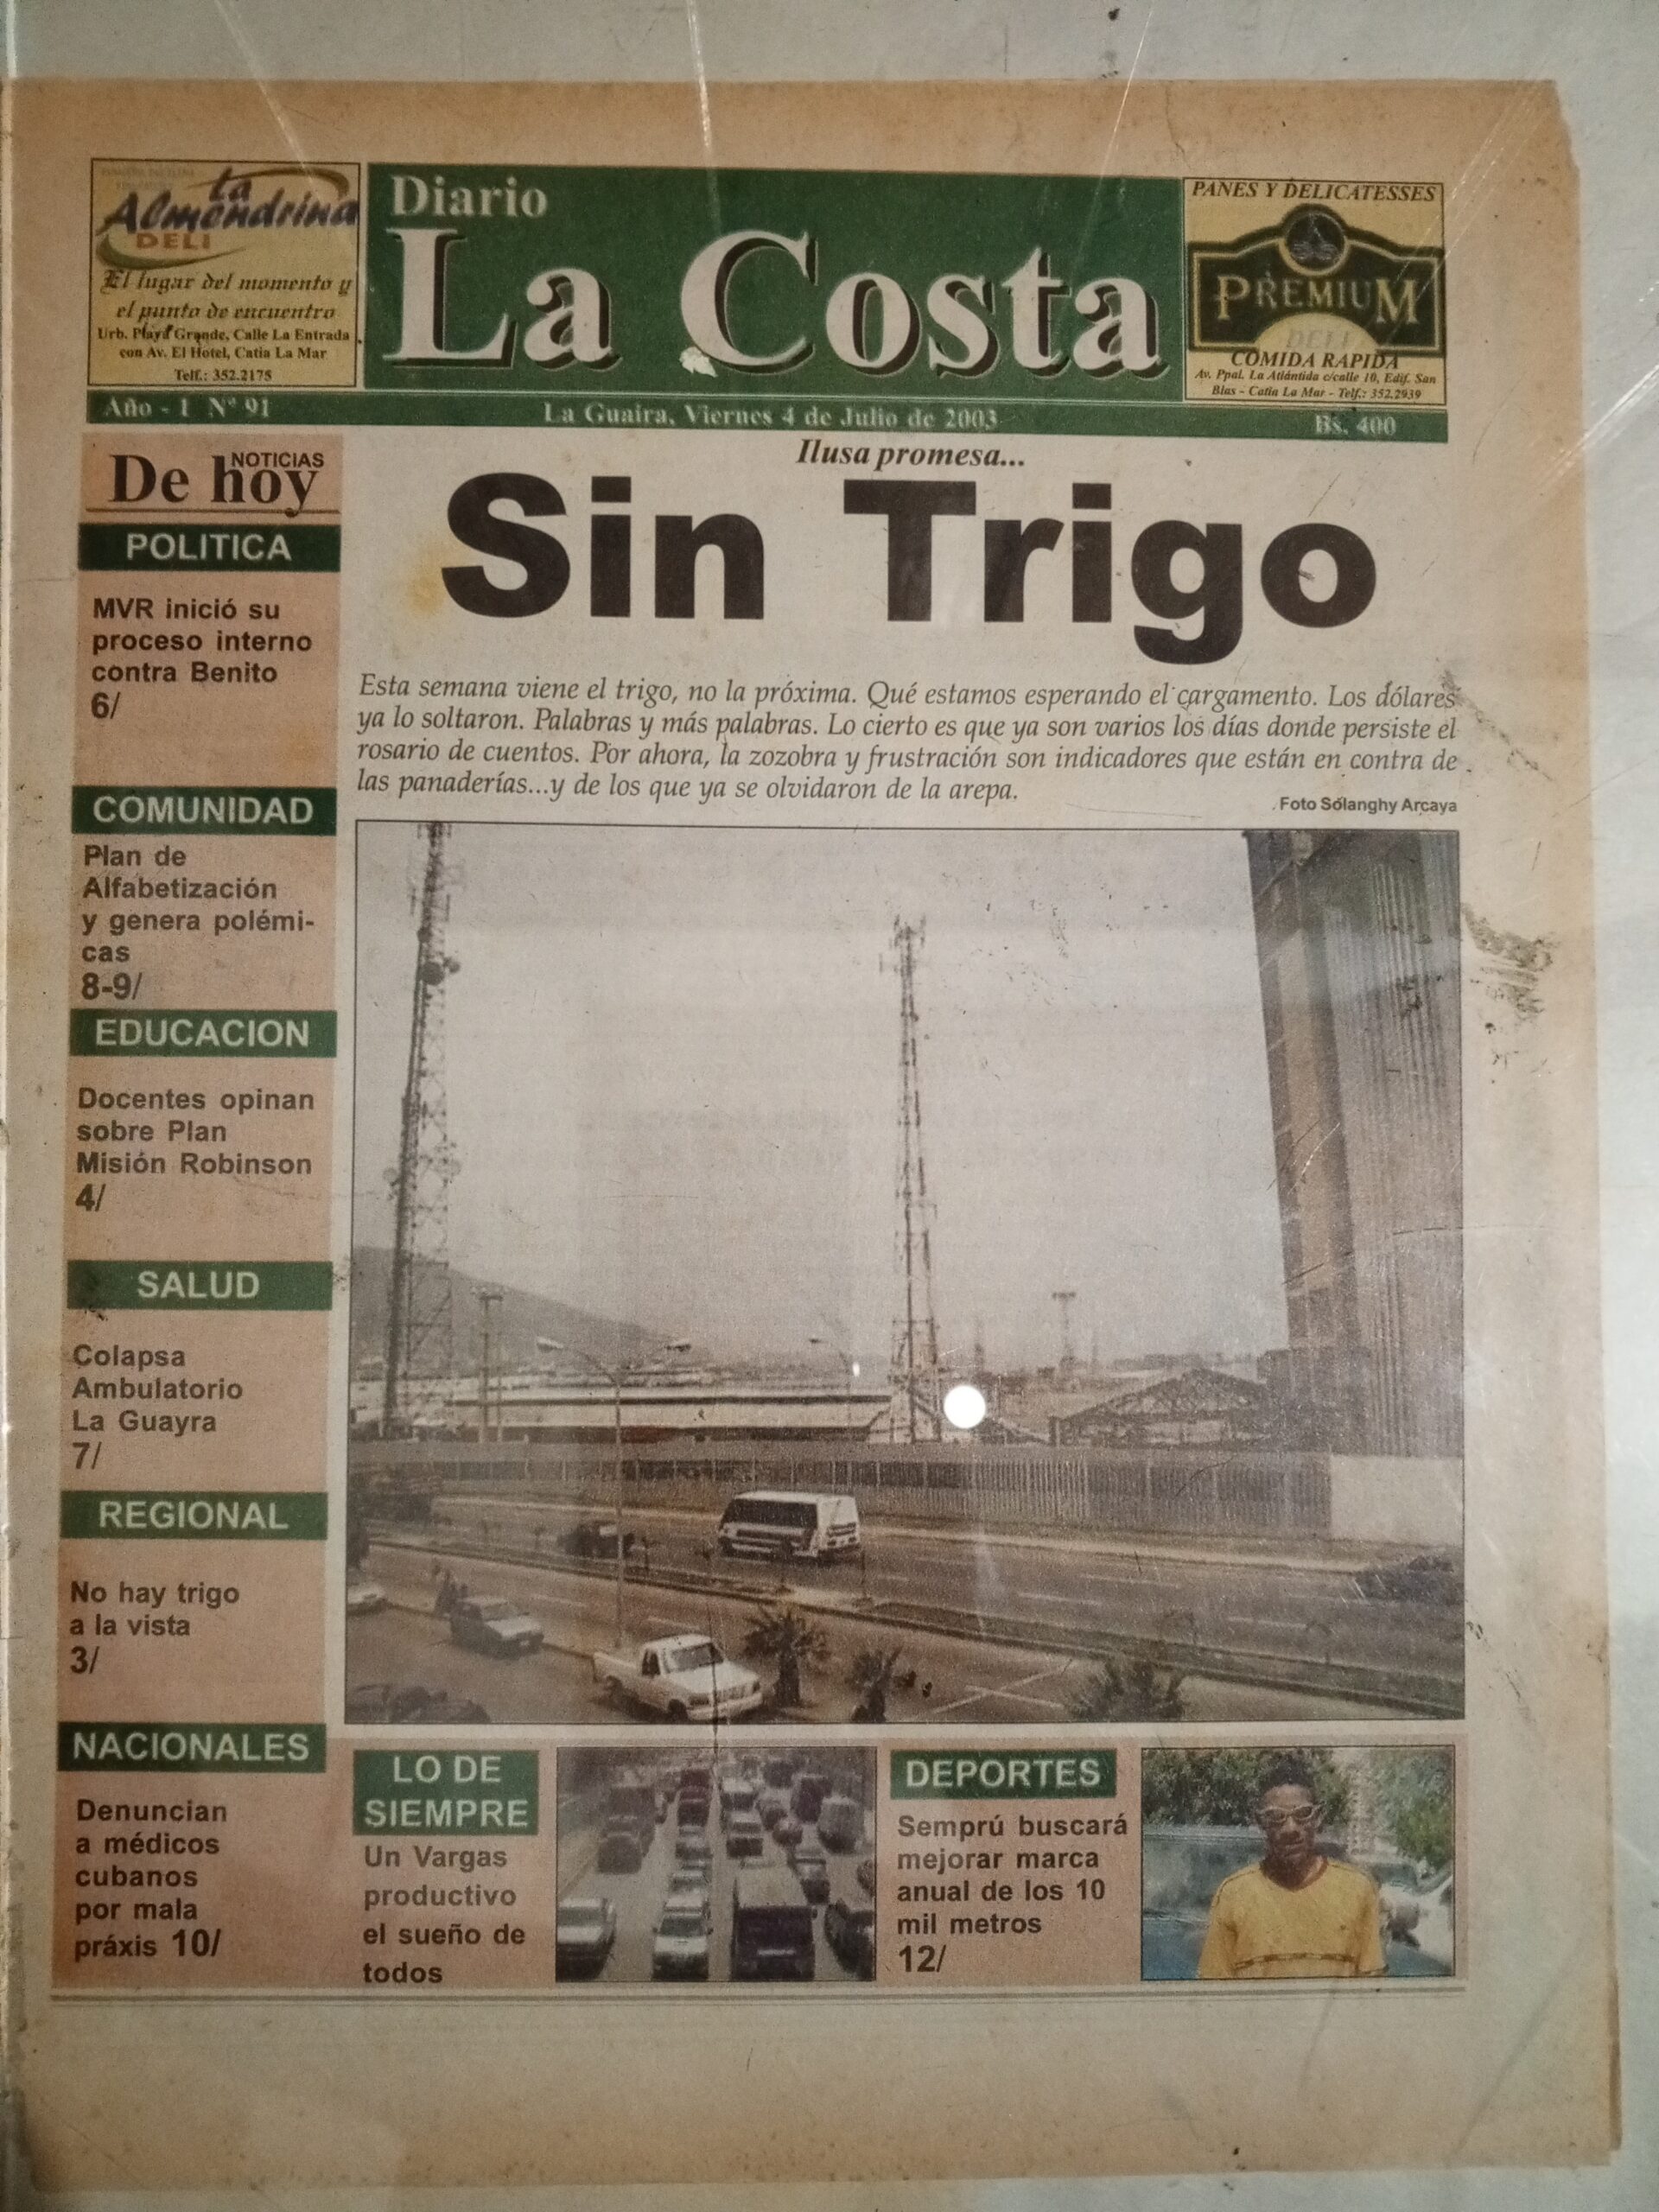 La
Almendrina
DELI
El lugar del momento y
el punto de encuentro
Urb. Playa Grande, Calle La Entrada
con Av. El Hotel, Catia La Mar
Telf.: 352.2175
Diario
La Costa
PANES Y DELICATESSES
PREMIUM
DELI
COMIDA RAPIDA
Av. Ppal. La Atlántida c/calle 10, Edif. San
Blas - Catia La Mar - Telf.: 352.2939
Año - 1 Nº 91
La Guaira, Viernes 4 de Julio de 2003
Bs. 400
NOTICIAS
De hoy
POLITICA
MVR inició su
proceso interno
contra Benito
6/
COMUNIDAD
Plan de
Alfabetización
y genera polémi-
cas
8-9/
EDUCACION
Docentes opinan
sobre Plan
Misión Robinson
4/
SALUD
Colapsa
Ambulatorio
La Guayra
7/
REGIONAL
No hay trigo
a la vista
3/
NACIONALES
Denuncian
a médicos
cubanos
por mala
práxis 10/
Ilusa promesa...
Sin Trigo
Esta semana viene el trigo, no la próxima. Qué estamos esperando el cargamento. Los dólares
ya lo soltaron. Palabras y más palabras. Lo cierto es que ya son varios los días donde persiste el
rosario de cuentos. Por ahora, la zozobra y frustración son indicadores que están en contra de
las panaderías...y de los que ya se olvidaron de la arepa.
Foto Solanghy Arcaya
LO DE
SIEMPRE
Un Vargas
productivo
el sueño de
todos
DEPORTES
Semprú buscará
mejorar marca
anual de los 10
mil metros
12/